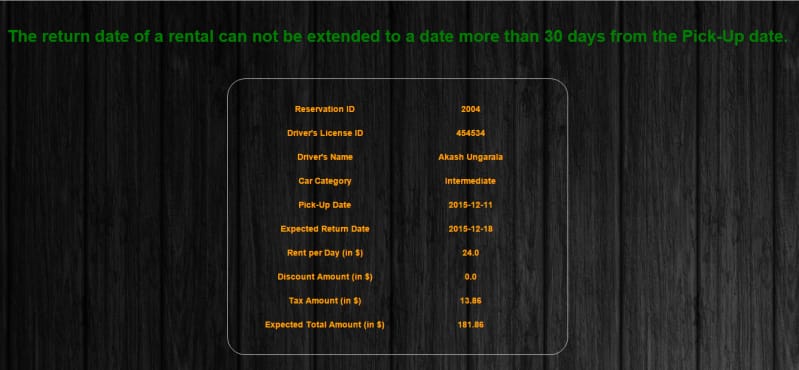 The return date of a rental can not be extended to a date more than 30 days from the Pick-Up date.
Reservation ID 2004
Driver's License ID 454534
Driver's Name Akash Ungarala
Car Category Intermediate
Pick-Up Date 2015-12-11
Expected Return Date 2015-12-18
Rent per Day (in $) 24.0
Discount Amount (in $) 0.0
Tax Amount (in $) 13.86
Expected Total Amount (in $) 181.86